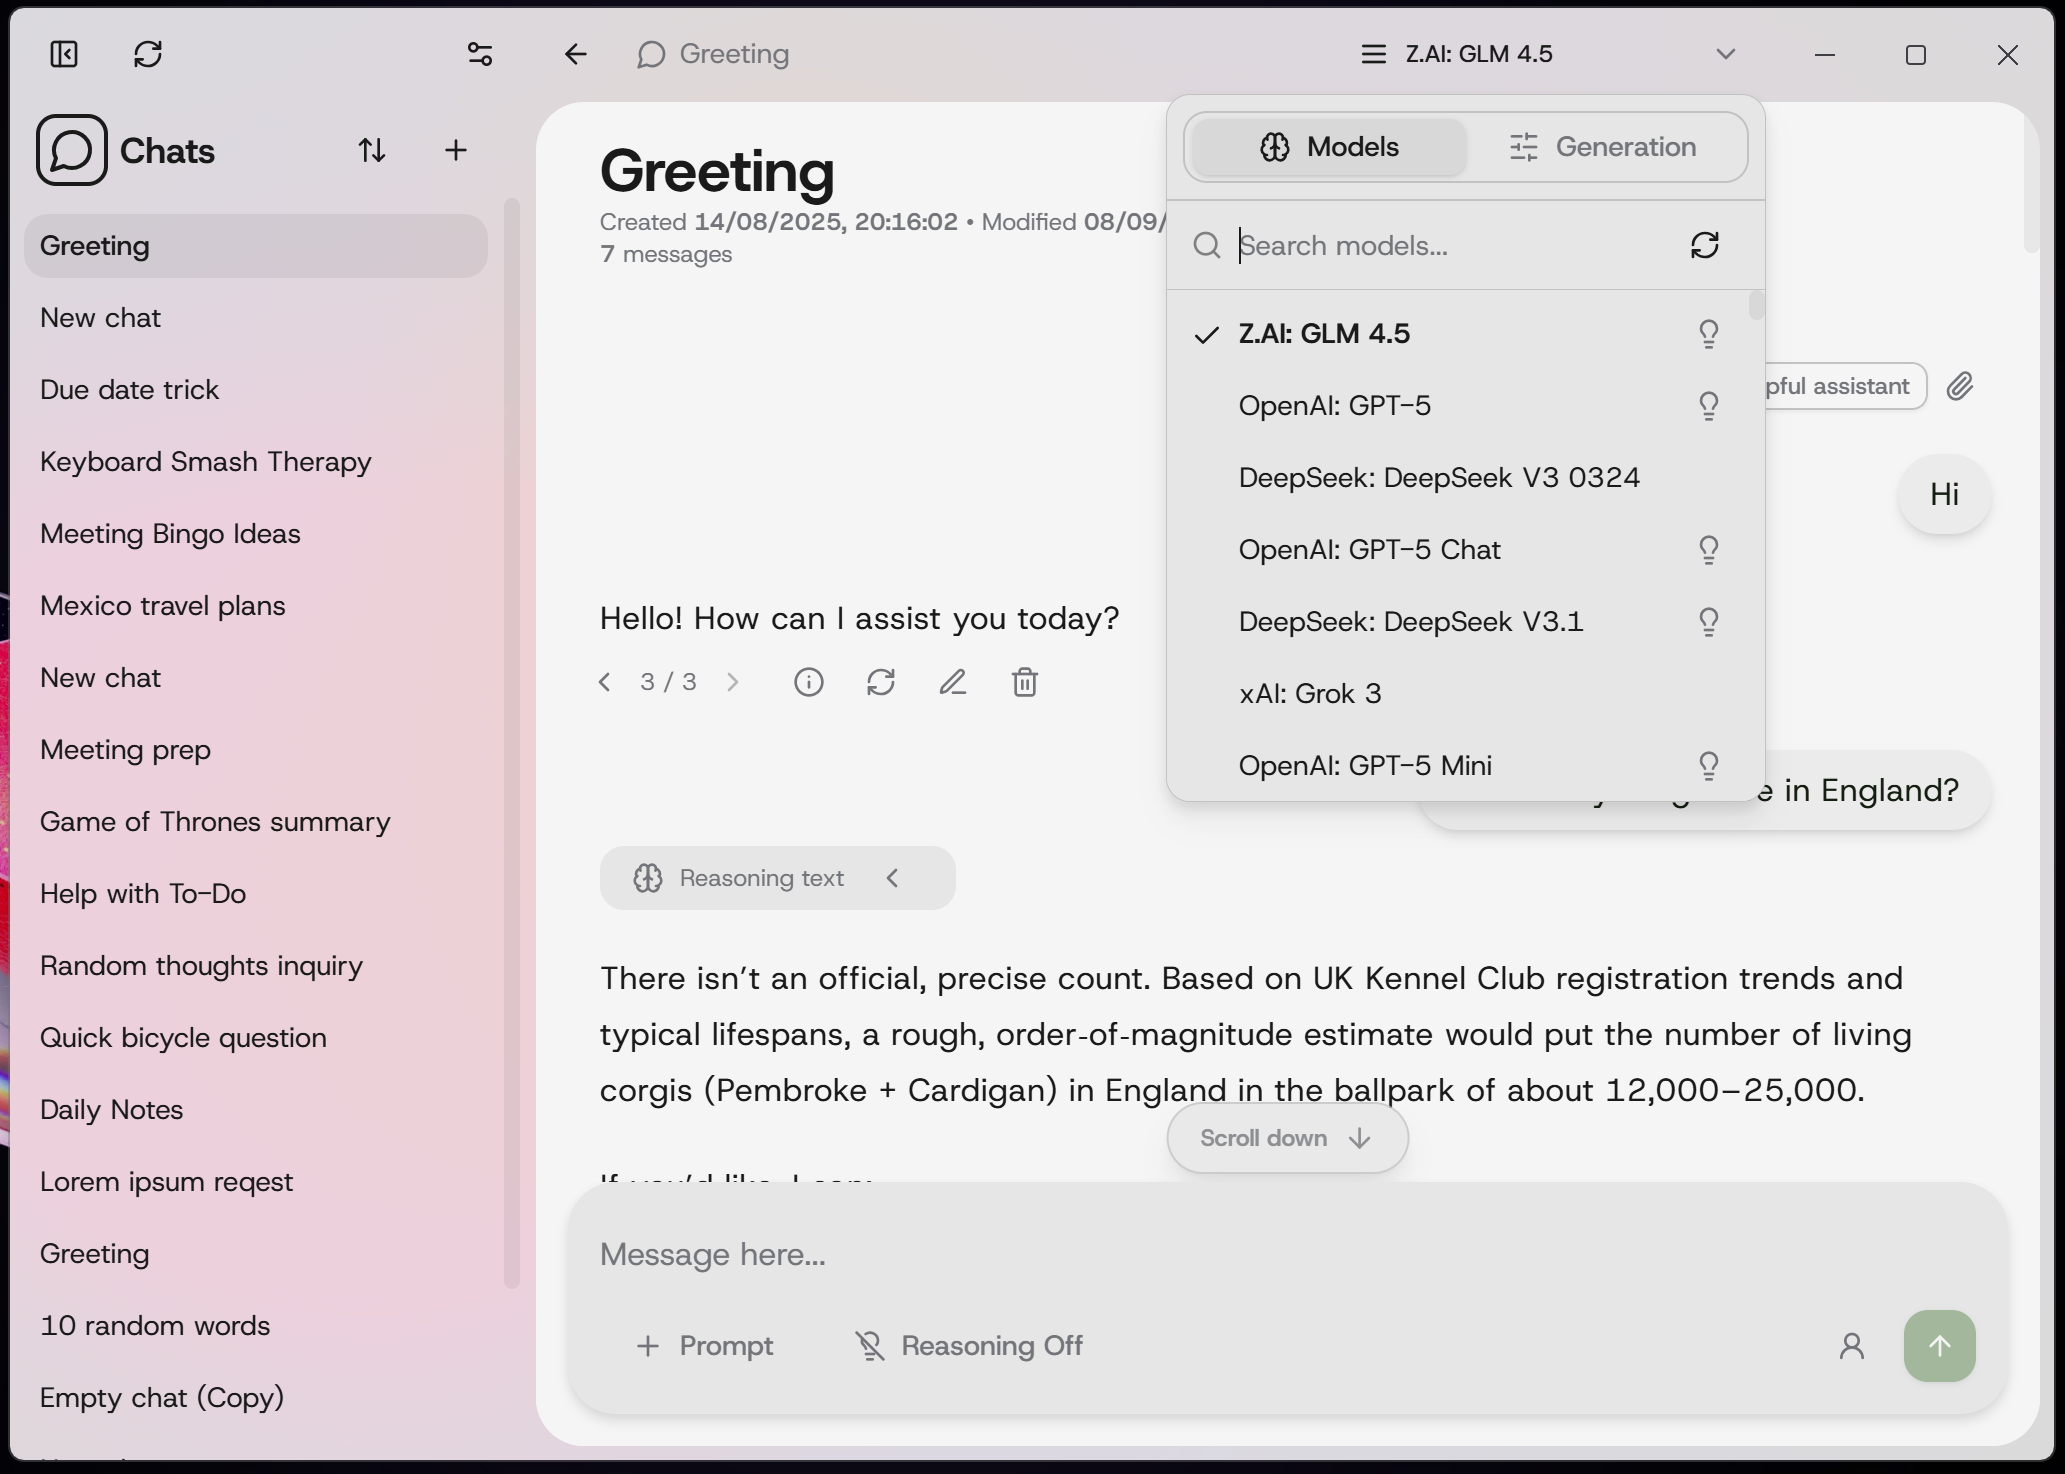 Greeting
Z.AI: GLM 4.5
Chats
Greeting
New chat
Due date trick
Keyboard Smash Therapy
Meeting Bingo Ideas
Mexico travel plans
New chat
Meeting prep
Game of Thrones summary
Help with To-Do
Random thoughts inquiry
Quick bicycle question
Daily Notes
Lorem ipsum reqest
Greeting
10 random words
Empty chat (Copy)
Greeting
Created 14/08/2025, 20:16:02 • Modified 08/09/
7 messages
Models
Generation
Search models...
Z.AI: GLM 4.5
OpenAI: GPT-5
DeepSeek: DeepSeek V3 0324
OpenAI: GPT-5 Chat
DeepSeek: DeepSeek V3.1
xAI: Grok 3
OpenAI: GPT-5 Mini
pful assistant
Hi
Hello! How can I assist you today?
3 / 3
in England?
Reasoning text
There isn't an official, precise count. Based on UK Kennel Club registration trends and
typical lifespans, a rough, order-of-magnitude estimate would put the number of living
corgis (Pembroke + Cardigan) in England in the ballpark of about 12,000–25,000.
Scroll down
If you'd like, I can:
Message here...
Prompt
Reasoning Off